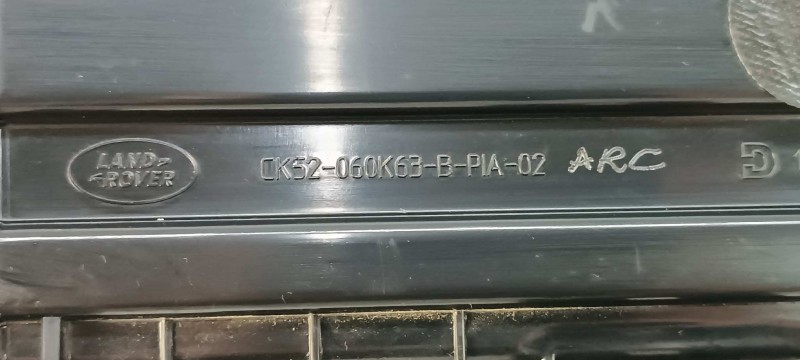 LAND ROVER
CK52-060K63-B-PIA-02 ARC